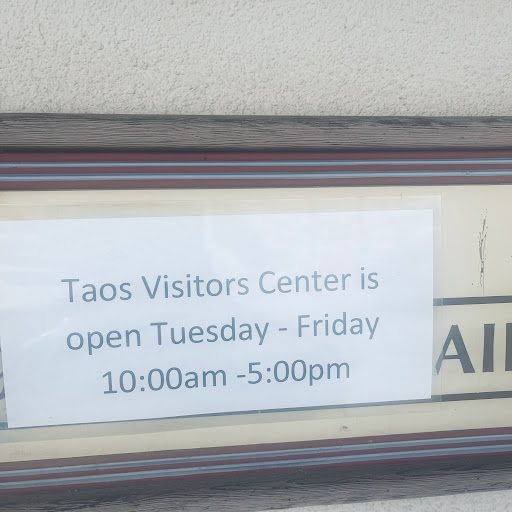 Taos Visitors Center is
open Tuesday - Friday
10:00am -5:00pm